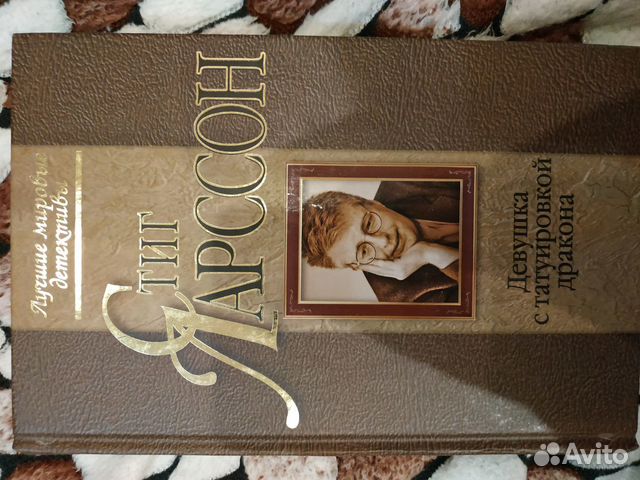 Лучшие мировые
детективы
СТИГ
ЛАРССОН
Девушка
с татуировкой
дракона
Avito